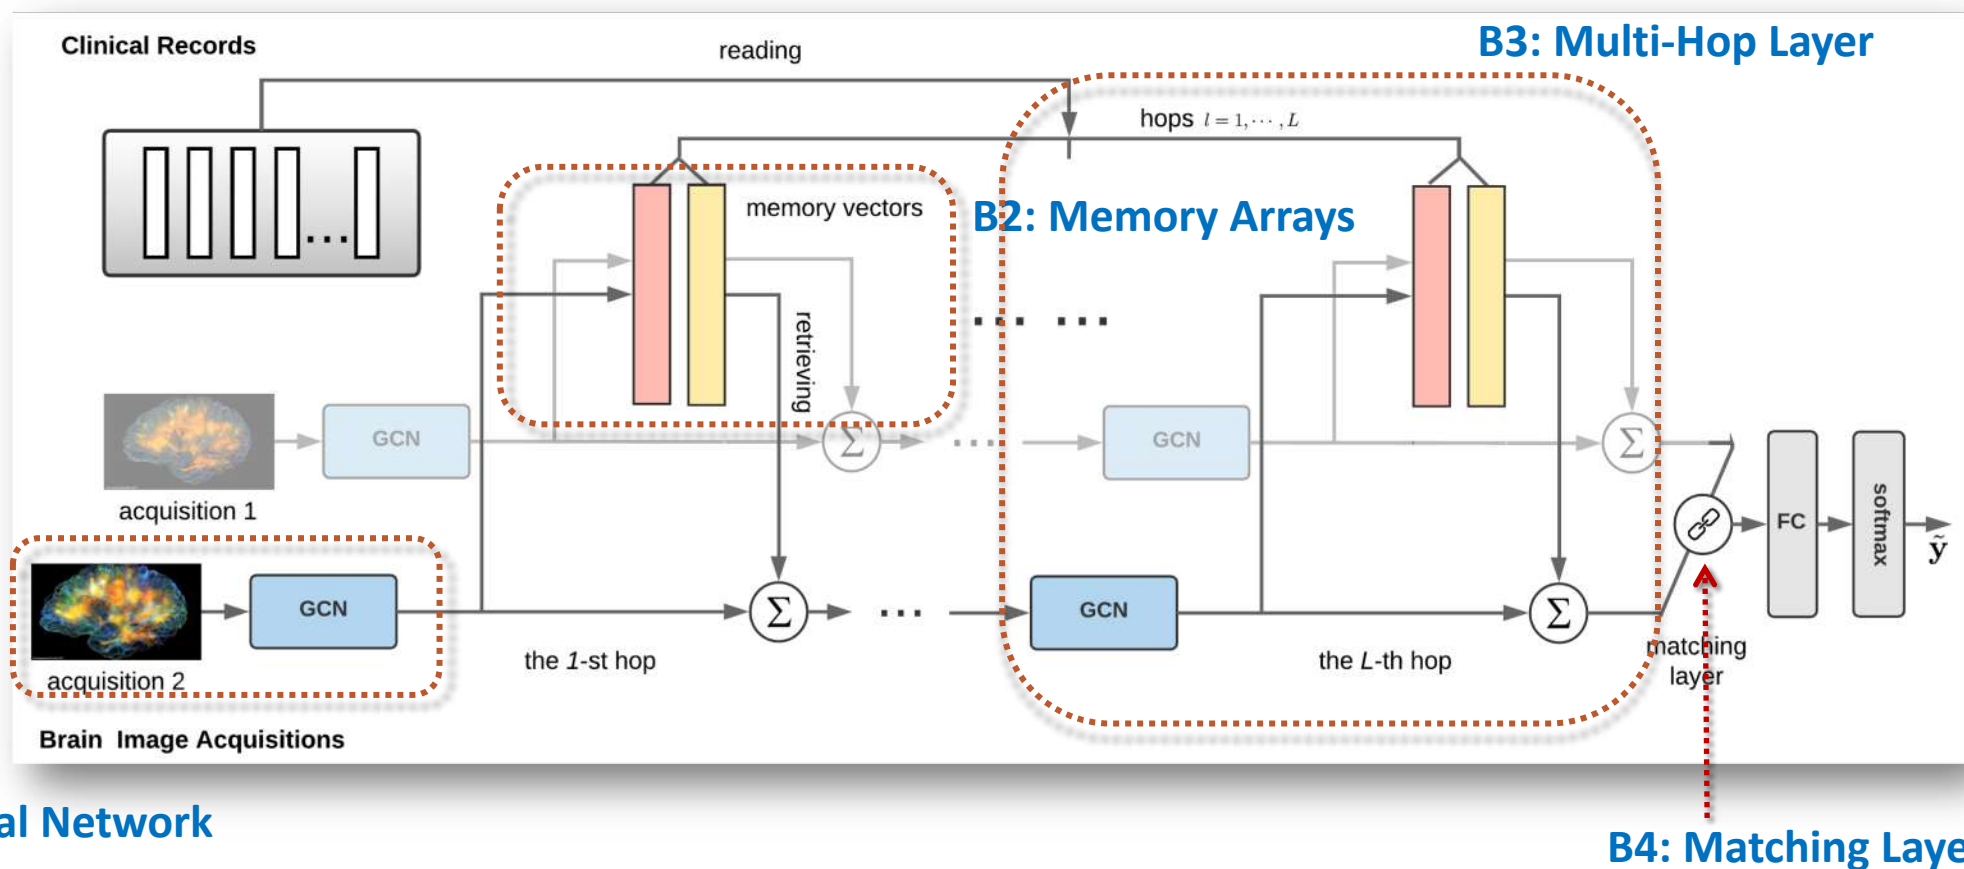 Clinical Records
reading
B3: Multi-Hop Layer
hops l = 1, ··· , L
memory vectors
B2: Memory Arrays
...
... ...
retrieving
GCN
Σ
...
GCN
Σ
acquisition 1
FC
softmax
ỹ
GCN
Σ
...
GCN
Σ
the 1-st hop
the L-th hop
matching
layer
acquisition 2
Brain Image Acquisitions
al Network
B4: Matching Laye